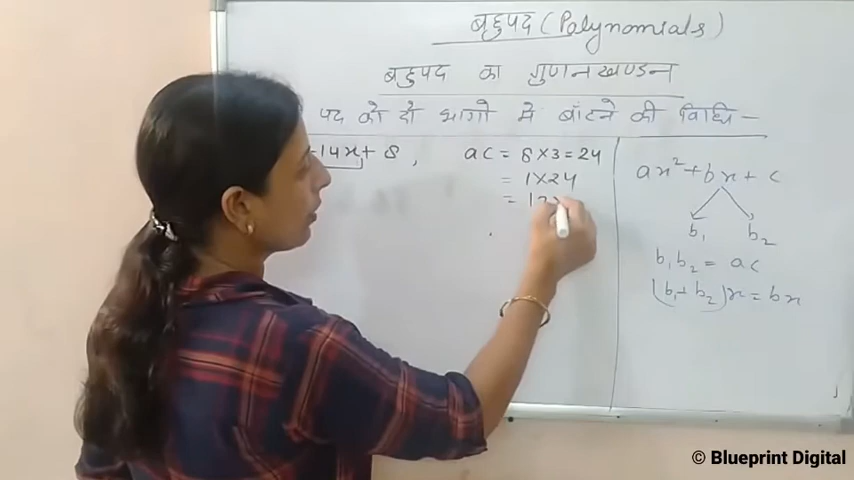 बहुपद (Polynomials)
बहुपद का गुणनखण्डन
पद को दो भागों में बाँटने की विधि -
-14x + 8 , ac = 8 × 3 = 24
= 1 × 24
= 12 ×
ax² + bx + c
b₁ b₂
b₁b₂ = ac
(b₁ + b₂)x = bx
© Blueprint Digital